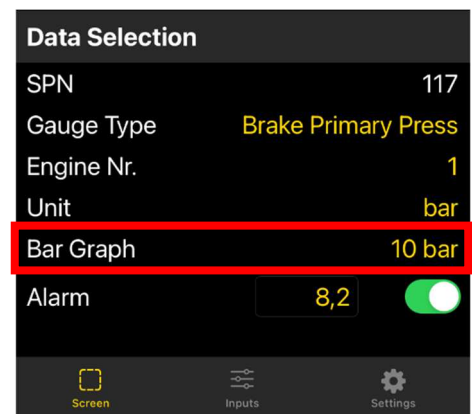 Data Selection
SPN 117
Gauge Type Brake Primary Press
Engine Nr. 1
Unit bar
Bar Graph 10 bar
Alarm 8,2
Screen Inputs Settings